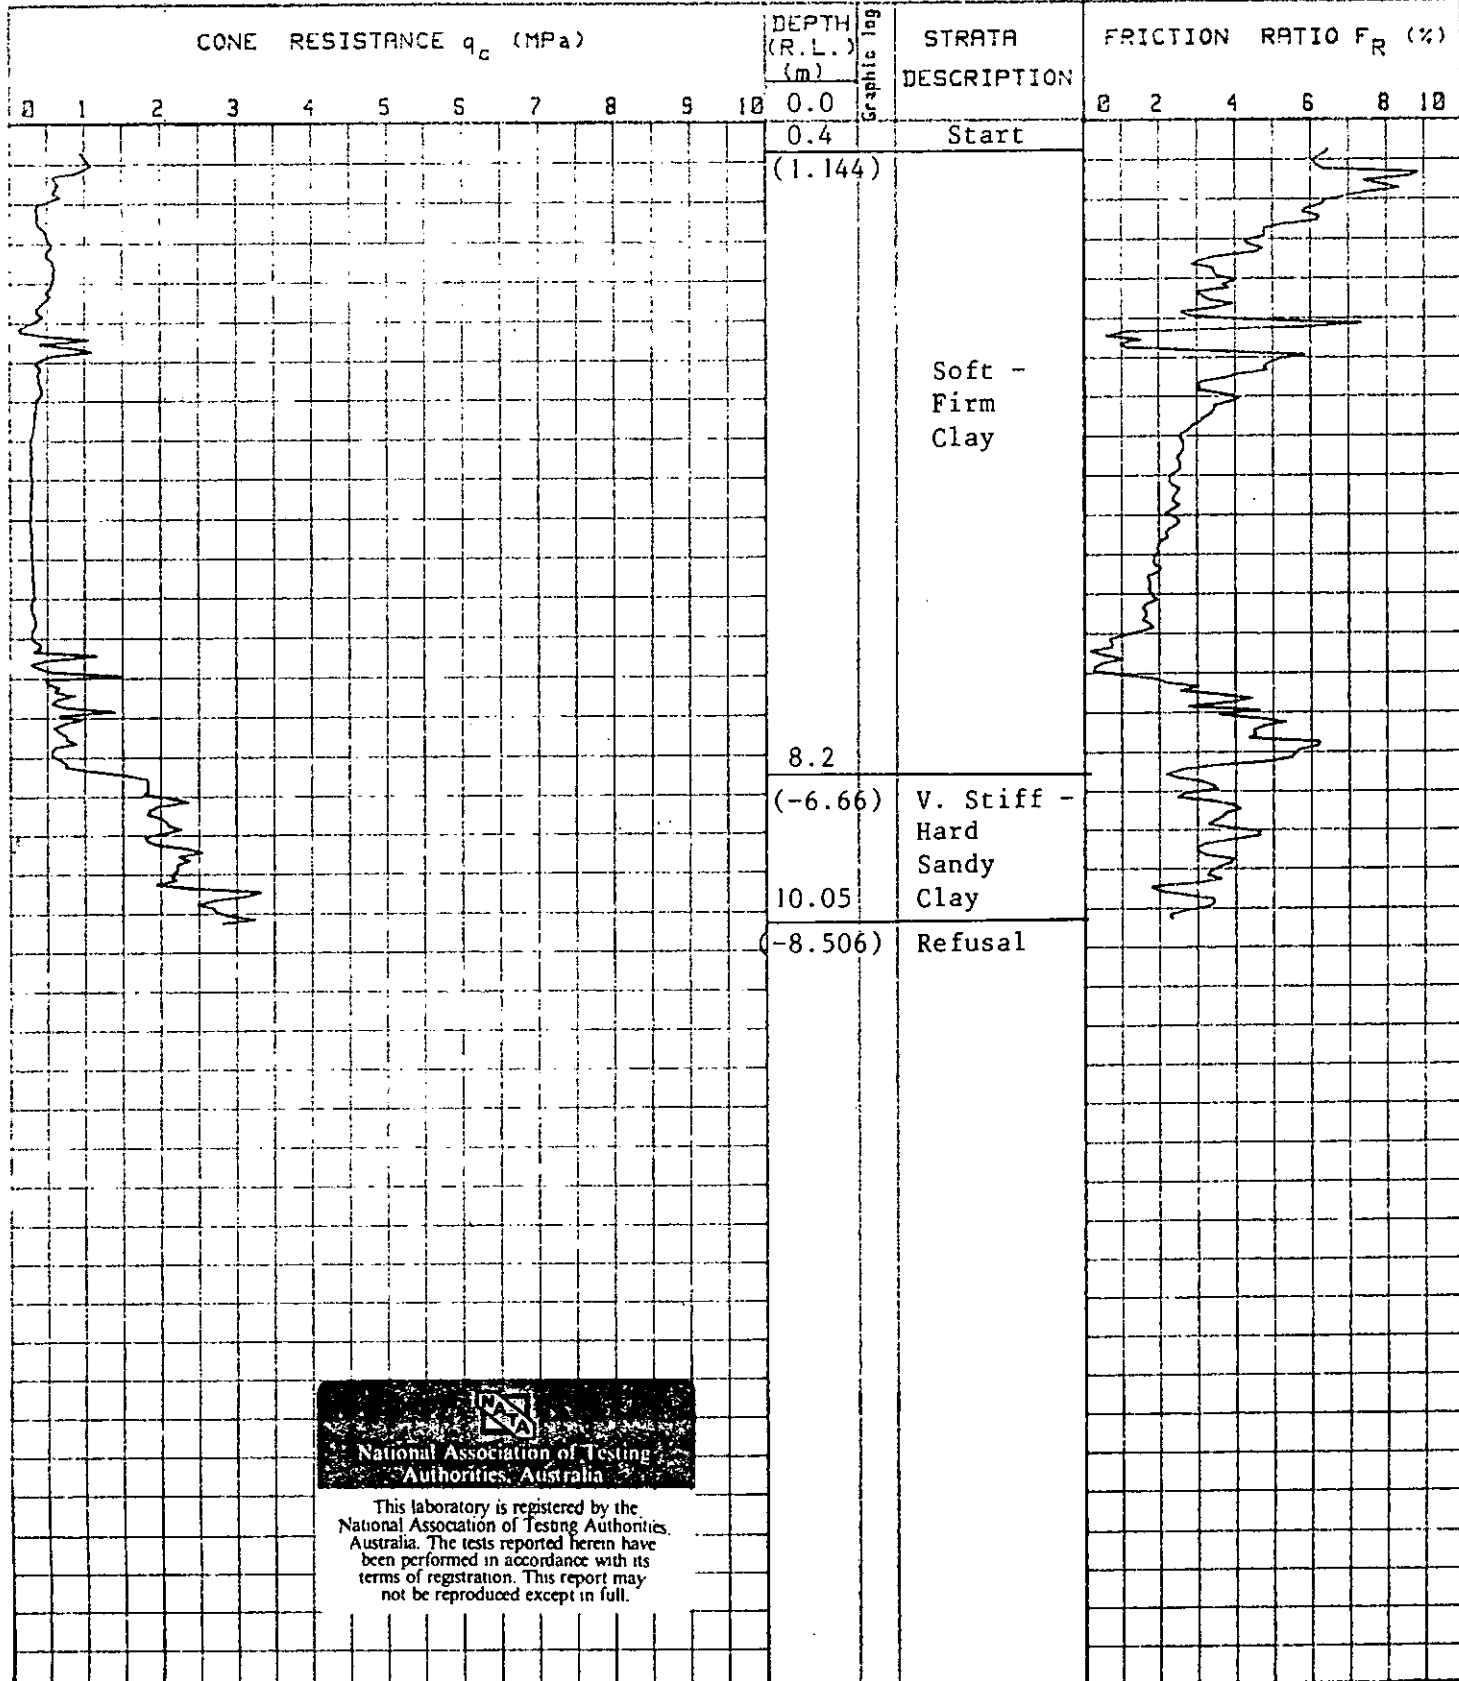 CONE RESISTANCE qc (MPa)
0 1 2 3 4 5 6 7 8 9 10
DEPTH
(R.L.)
(m)
0.0
Graphic log
STRATA
DESCRIPTION
FRICTION RATIO FR (%)
0 2 4 6 8 10
0.4 Start
(1.144)
Soft -
Firm
Clay
8.2
(-6.66) V. Stiff -
Hard
Sandy
10.05 Clay
(-8.506) Refusal
NATA
National Association of Testing
Authorities, Australia
This laboratory is registered by the
National Association of Testing Authorities,
Australia. The tests reported herein have
been performed in accordance with its
terms of registration. This report may
not be reproduced except in full.